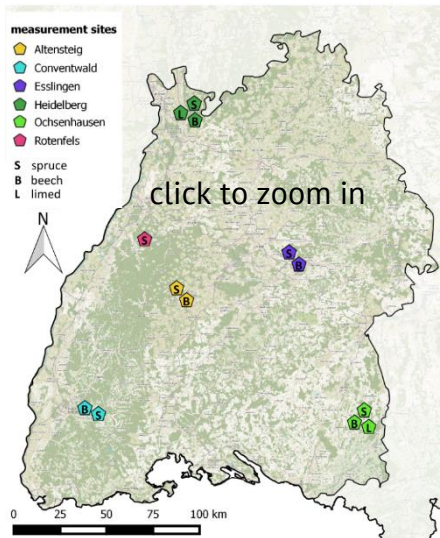 measurement sites
Altensteig
Conventwald
Esslingen
Heidelberg
Ochsenhausen
Rotenfels
S spruce
B beech
L limed
N
click to zoom in
S
L
B
S
S
B
S
B
B
S
S
B
L
0 25 50 75 100 km